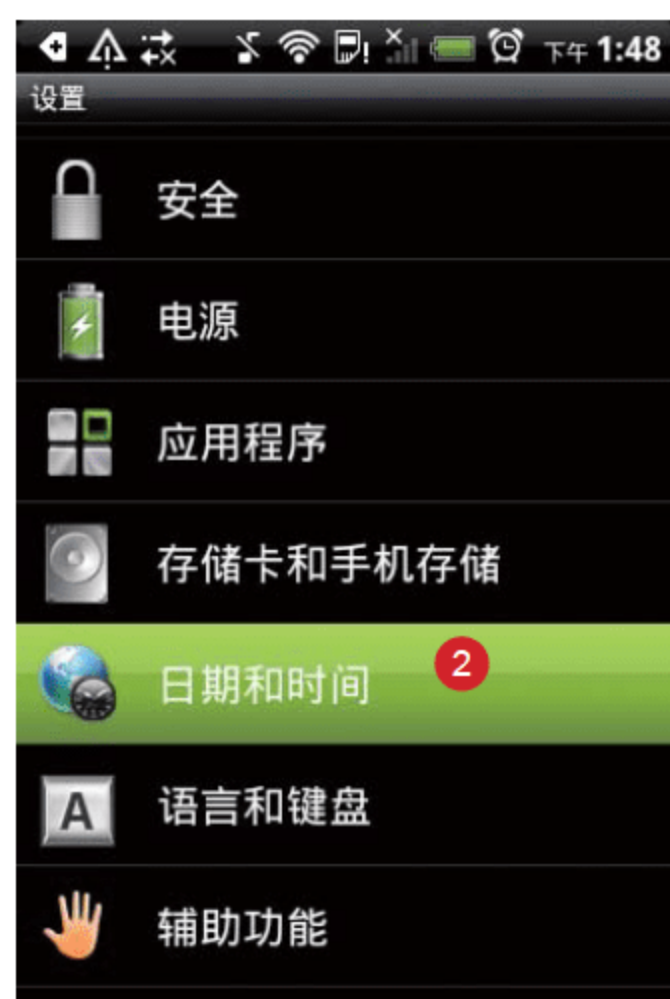 下午 1:48
设置
安全
电源
应用程序
存储卡和手机存储
日期和时间 2
A 语言和键盘
辅助功能